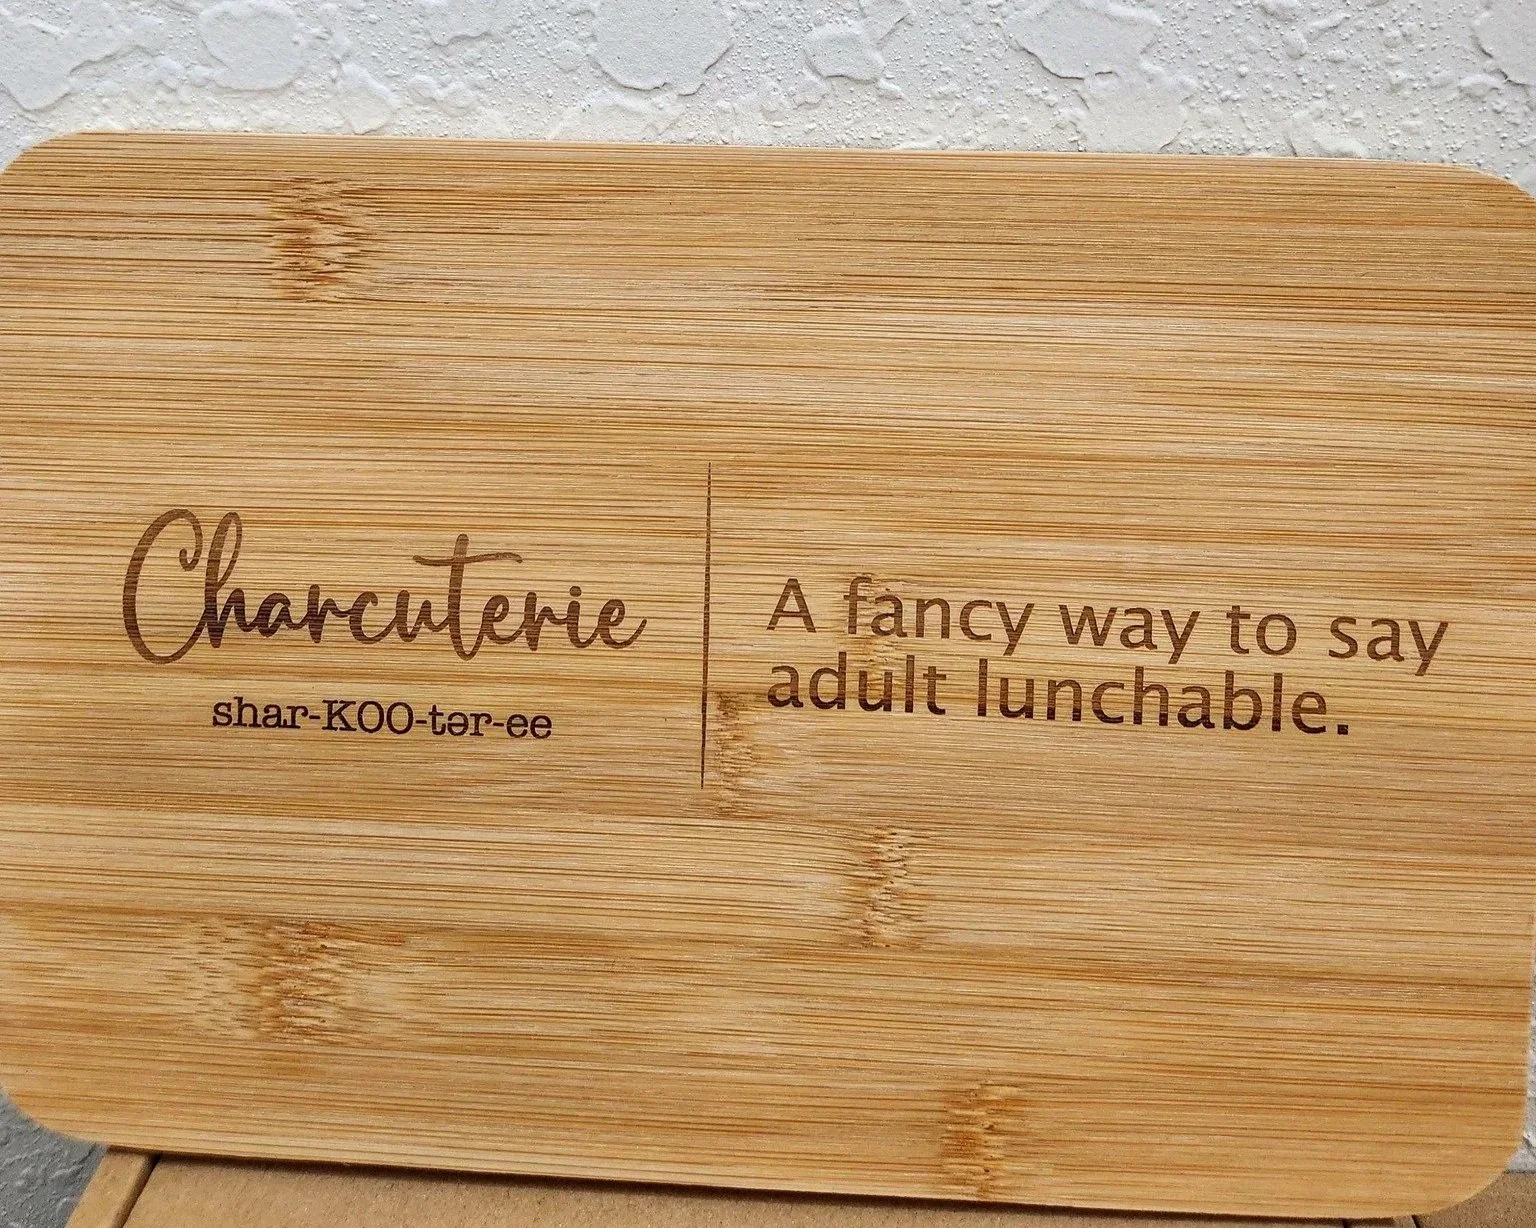 Charcuterie
shar-KOO-tər-ee
A fancy way to say
adult lunchable.